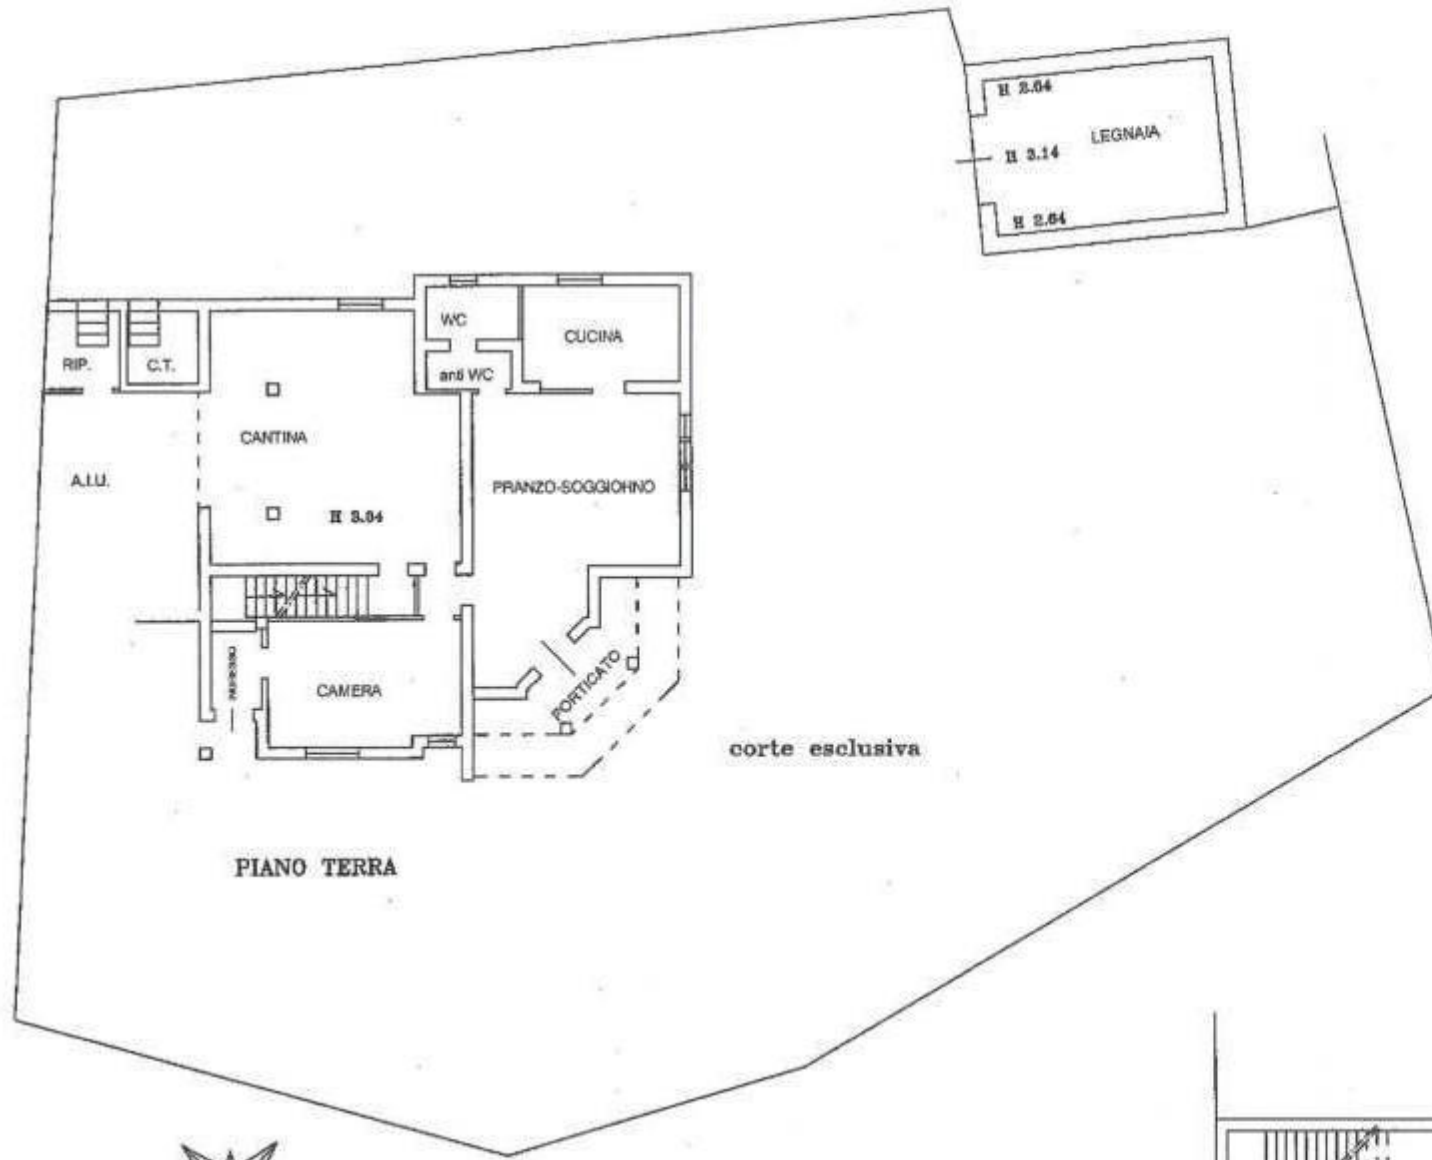 H 2.64
LEGNAIA
H 3.14
H 2.64
WC
CUCINA
RIP.
C.T.
anti WC
CANTINA
A.I.U.
PRANZO-SOGGIOHNO
H 3.84
CAMERA
PORTICATO
corte esclusiva
PIANO TERRA